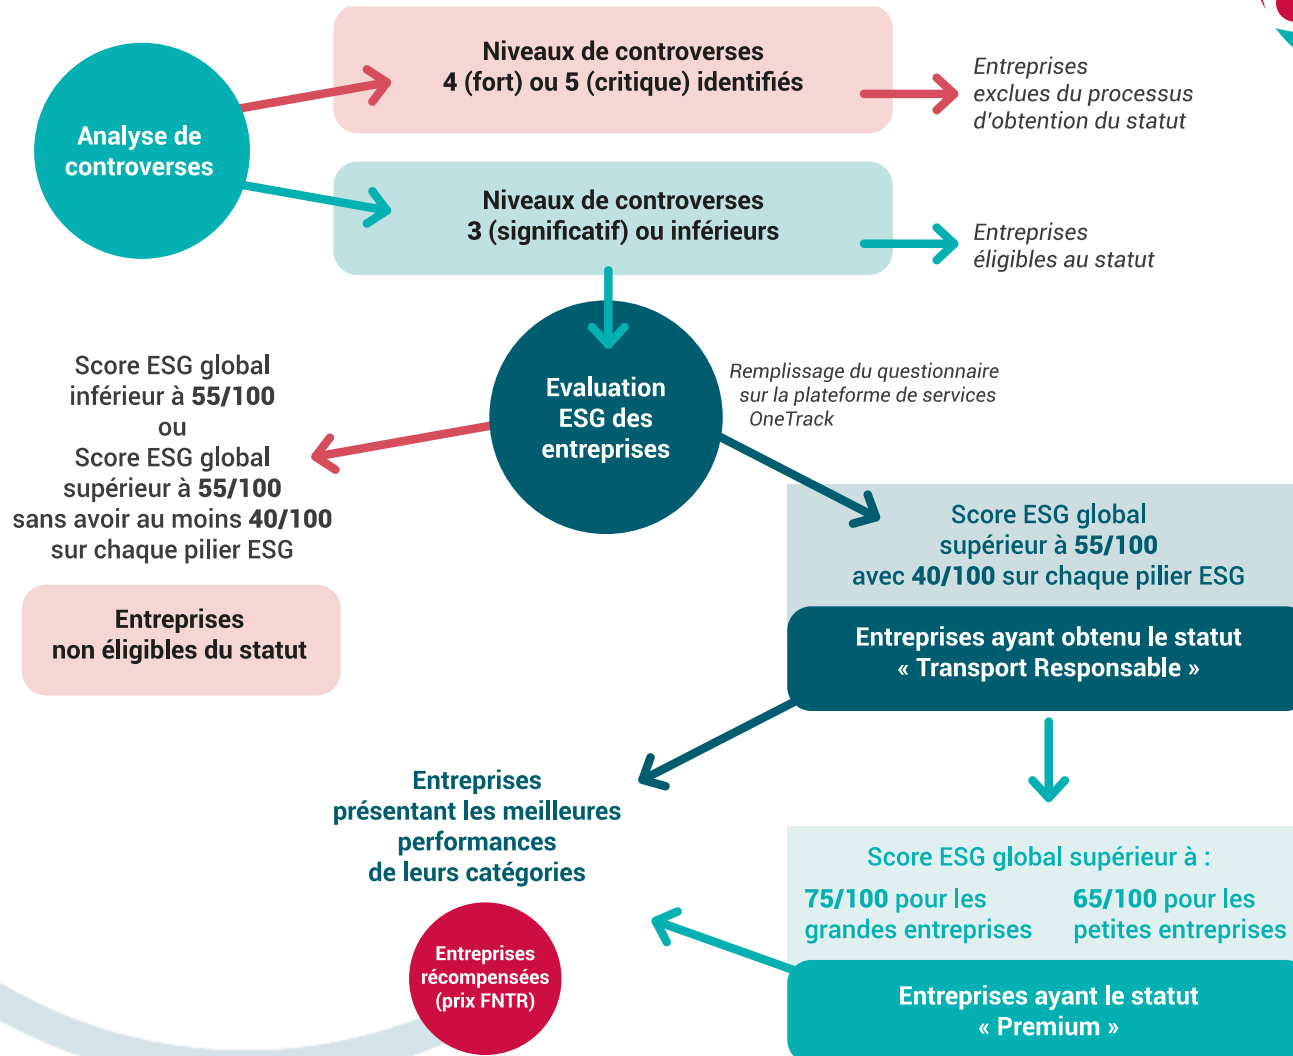 Analyse de
controverses
Niveaux de controverses
4 (fort) ou 5 (critique) identifiés
Entreprises
exclues du processus
d'obtention du statut
Niveaux de controverses
3 (significatif) ou inférieurs
Entreprises
éligibles au statut
Evaluation
ESG des
entreprises
Remplissage du questionnaire
sur la plateforme de services
OneTrack
Score ESG global
inférieur à 55/100
ou
Score ESG global
supérieur à 55/100
sans avoir au moins 40/100
sur chaque pilier ESG
Entreprises
non éligibles du statut
Score ESG global
supérieur à 55/100
avec 40/100 sur chaque pilier ESG
Entreprises ayant obtenu le statut
« Transport Responsable »
Entreprises
présentant les meilleures
performances
de leurs catégories
Entreprises
récompensées
(prix FNTR)
Score ESG global supérieur à :
75/100 pour les
grandes entreprises
65/100 pour les
petites entreprises
Entreprises ayant le statut
« Premium »